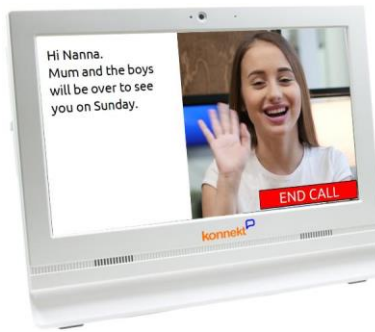 Hi Nanna.
Mum and the boys
will be over to see
you on Sunday.
END CALL
konnekt